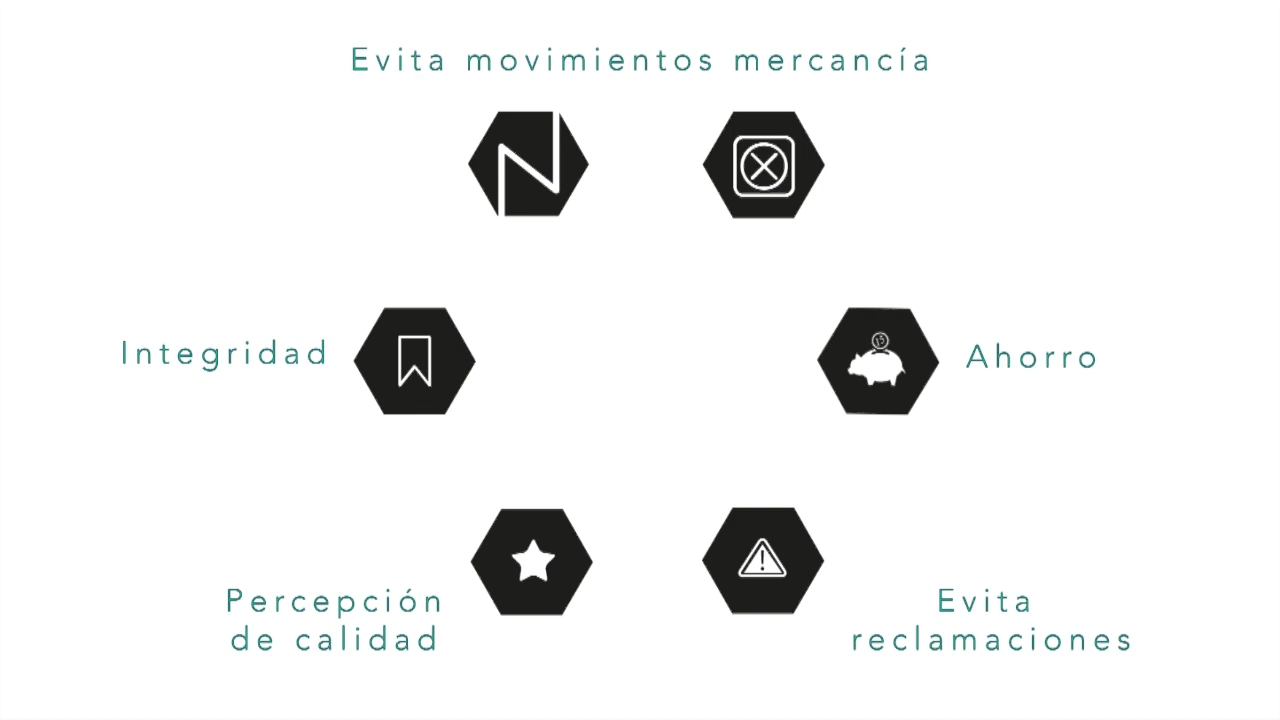 Evita movimientos mercancía
Integridad
Ahorro
Percepción
de calidad
Evita
reclamaciones